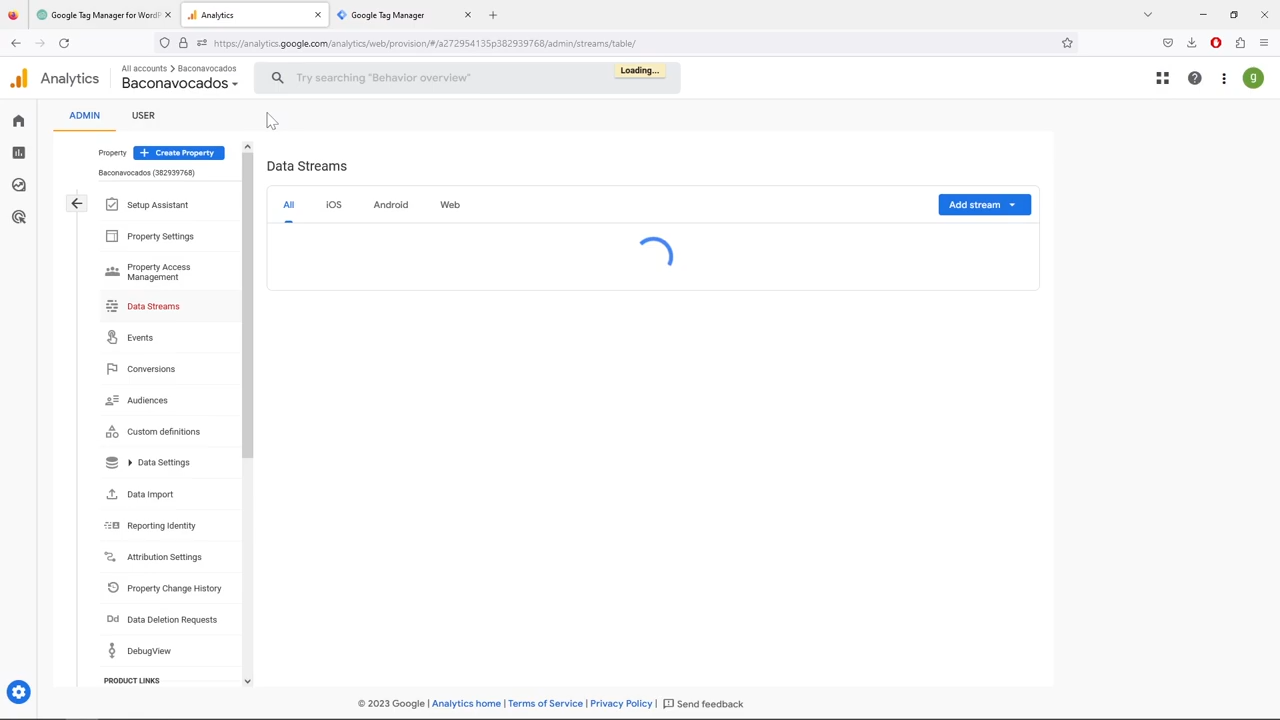 Google Tag Manager for WordP
Analytics
Google Tag Manager
https://analytics.google.com/analytics/web/provision/#/a272954135p382939768/admin/streams/table/
Analytics
All accounts > Baconavocados
Baconavocados
Try searching "Behavior overview"
Loading...
g
ADMIN
USER
Property
Create Property
Baconavocados (382939768)
Setup Assistant
Property Settings
Property Access
Management
Data Streams
Events
Conversions
Audiences
Custom definitions
Data Settings
Data Import
Reporting Identity
Attribution Settings
Property Change History
Dd Data Deletion Requests
DebugView
PRODUCT LINKS
Data Streams
All
iOS
Android
Web
Add stream
© 2023 Google | Analytics home | Terms of Service | Privacy Policy | Send feedback